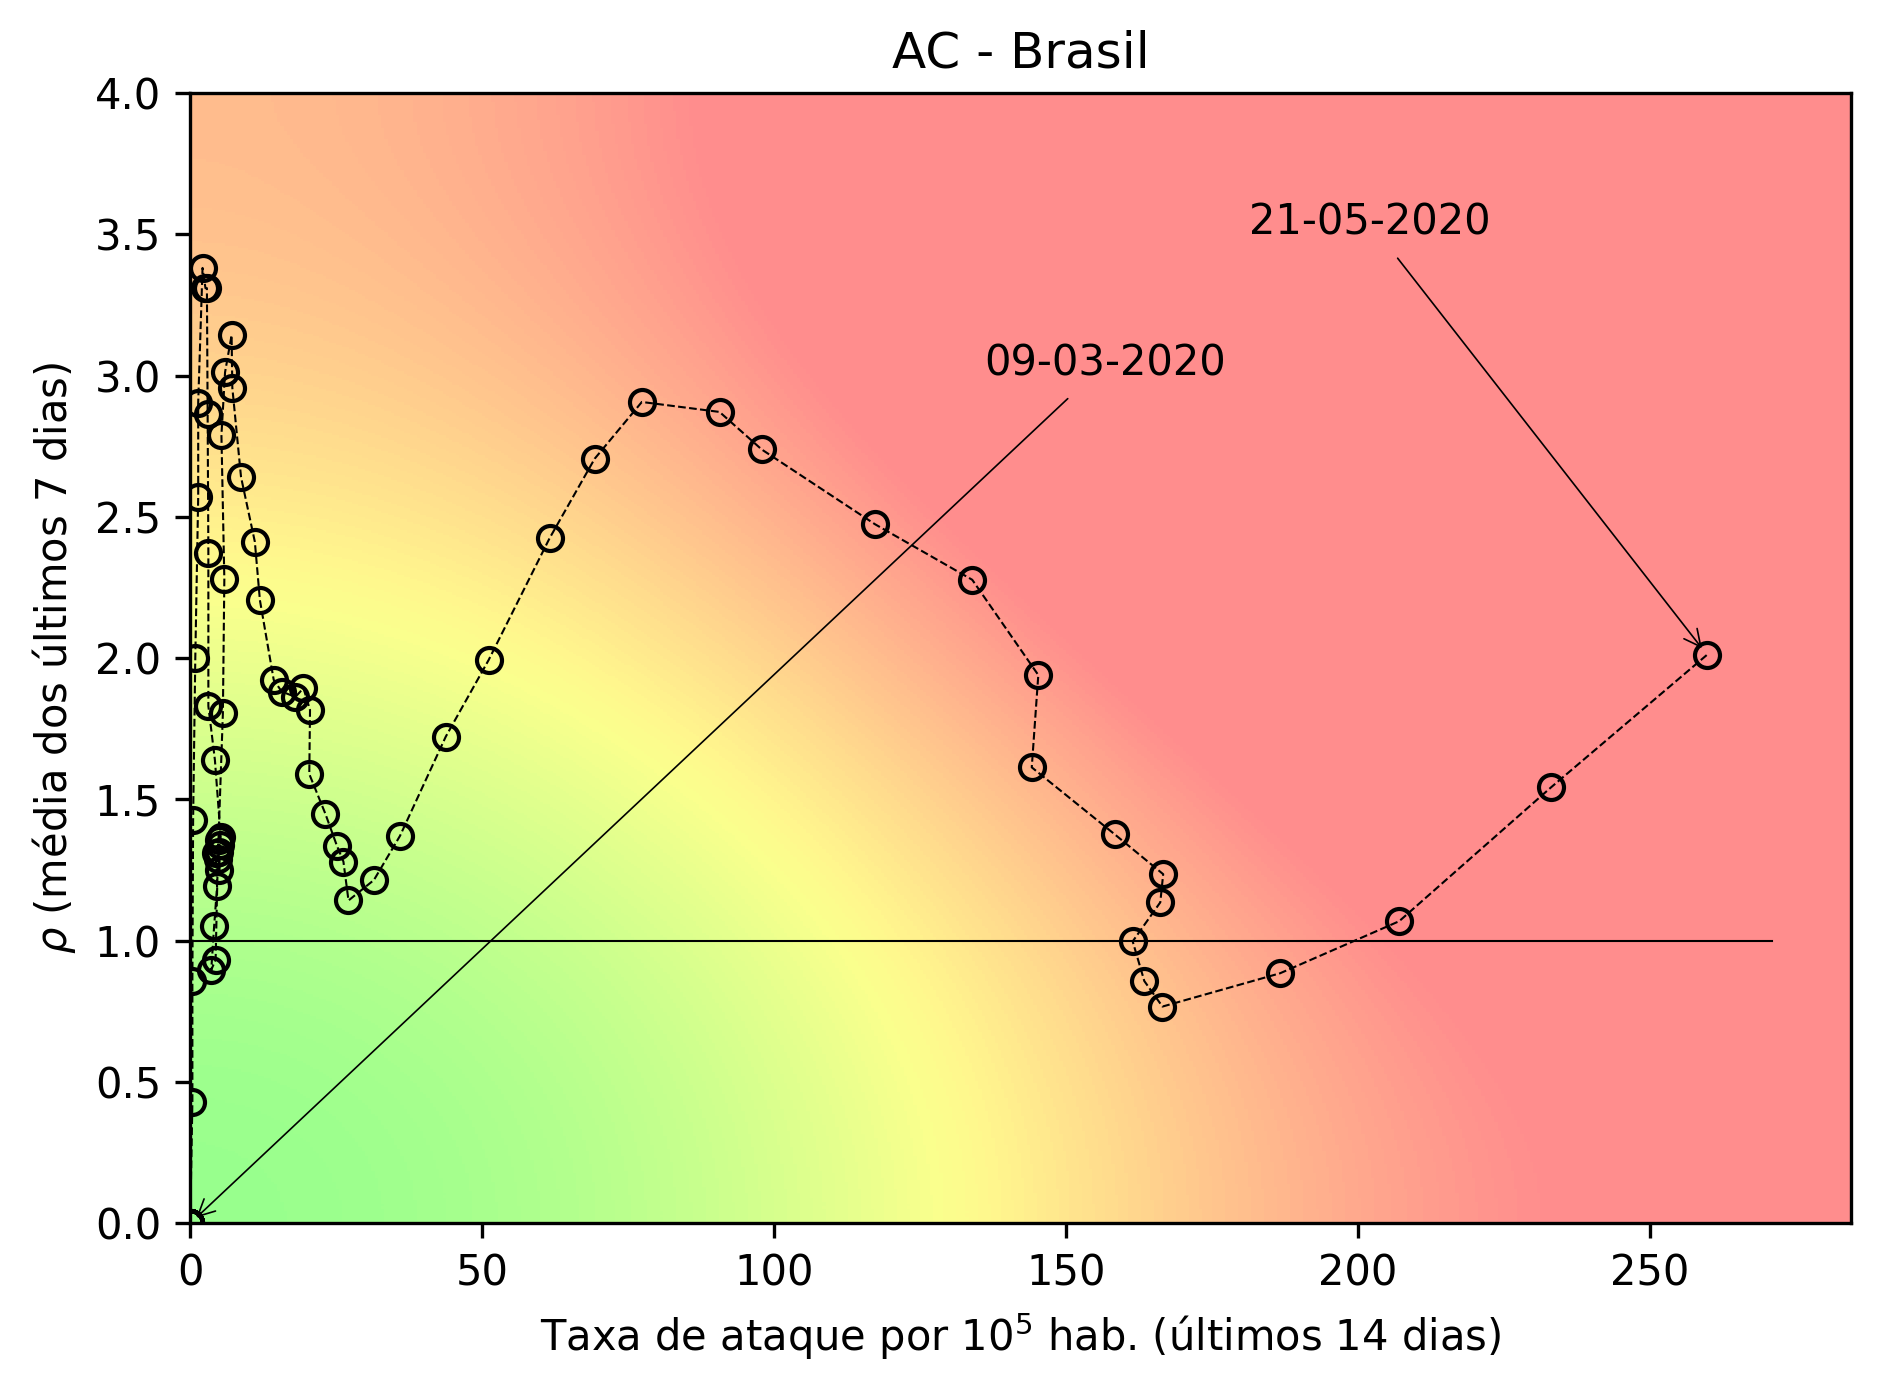 AC - Brasil
4.0
3.5
3.0
2.5
2.0
1.5
1.0
0.5
0.0
ρ (média dos últimos 7 dias)
21-05-2020
09-03-2020
0 50 100 150 200 250
Taxa de ataque por 10⁵ hab. (últimos 14 dias)